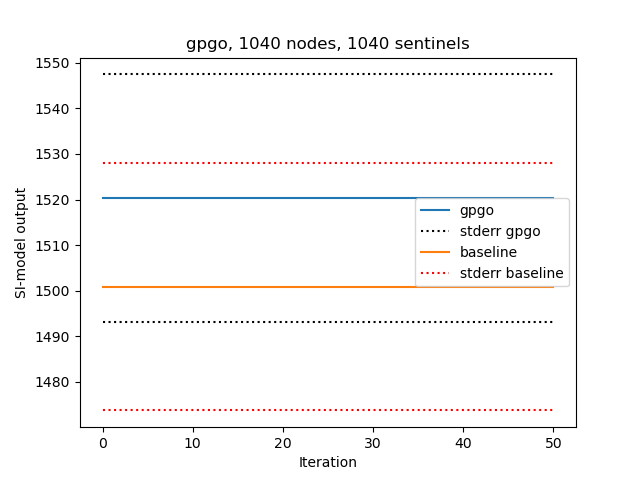 gpgo, 1040 nodes, 1040 sentinels
1550
1540
1530
1520
1510
1500
1490
1480
SI-model output
gpgo
stderr gpgo
baseline
stderr baseline
0 10 20 30 40 50
Iteration